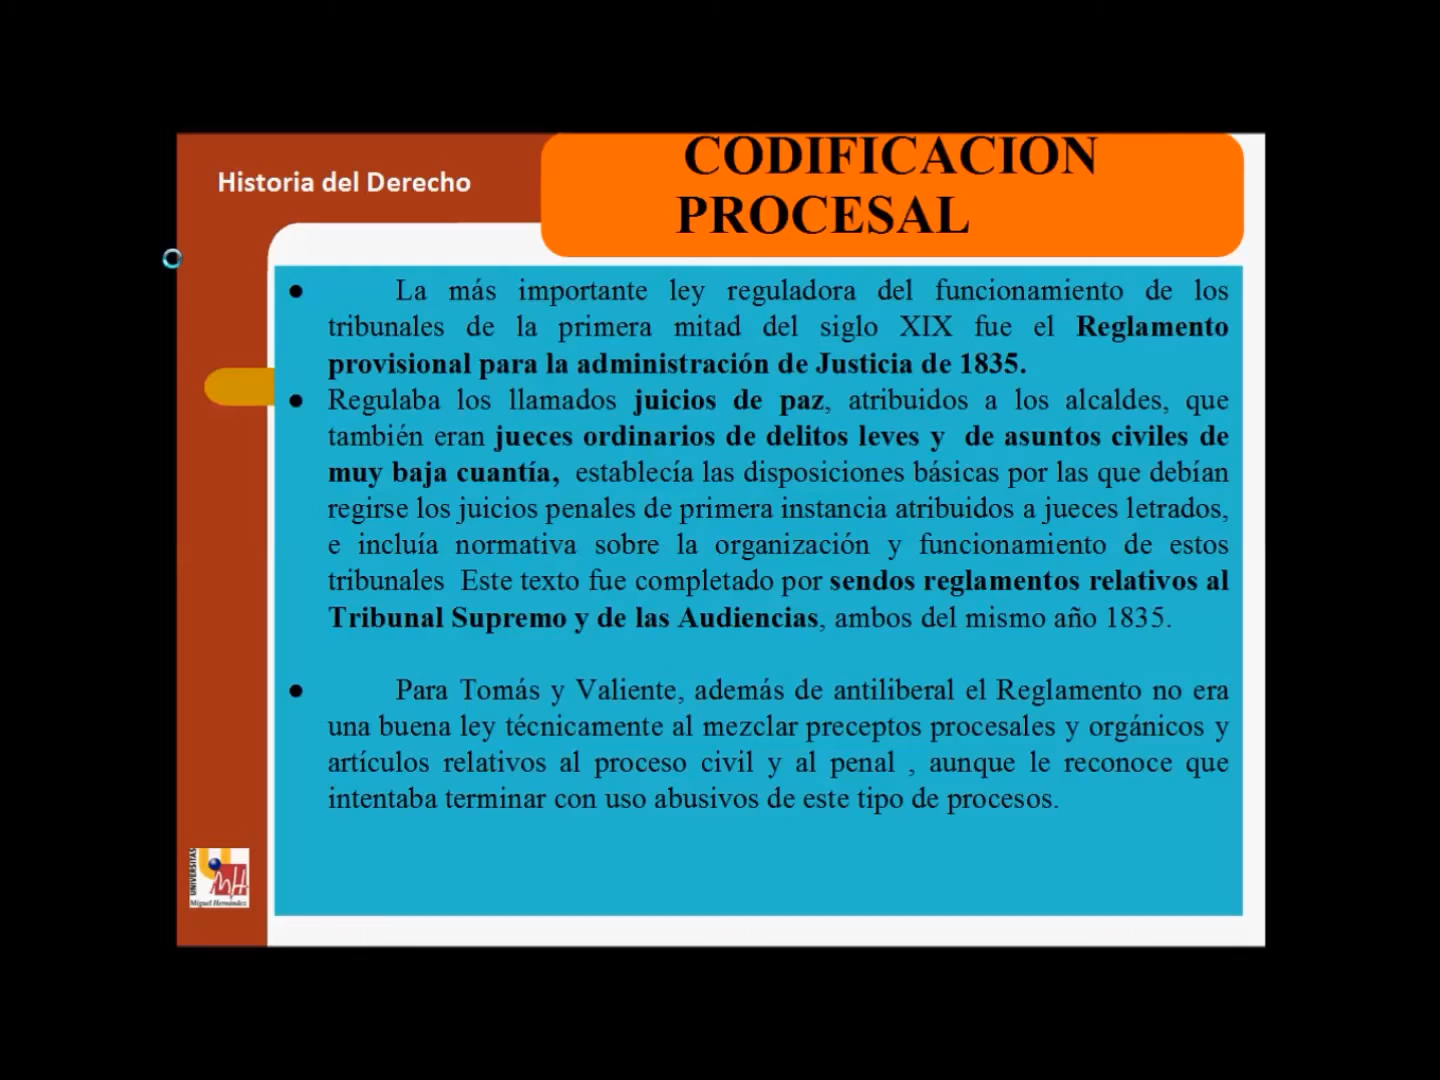 Historia del Derecho
CODIFICACION
PROCESAL
● La más importante ley reguladora del funcionamiento de los
tribunales de la primera mitad del siglo XIX fue el Reglamento
provisional para la administración de Justicia de 1835.
● Regulaba los llamados juicios de paz, atribuidos a los alcaldes, que
también eran jueces ordinarios de delitos leves y de asuntos civiles de
muy baja cuantía, establecía las disposiciones básicas por las que debían
regirse los juicios penales de primera instancia atribuidos a jueces letrados,
e incluía normativa sobre la organización y funcionamiento de estos
tribunales Este texto fue completado por sendos reglamentos relativos al
Tribunal Supremo y de las Audiencias, ambos del mismo año 1835.
● Para Tomás y Valiente, además de antiliberal el Reglamento no era
una buena ley técnicamente al mezclar preceptos procesales y orgánicos y
artículos relativos al proceso civil y al penal , aunque le reconoce que
intentaba terminar con uso abusivos de este tipo de procesos.
UNIVERSITAS
Miguel Hernández